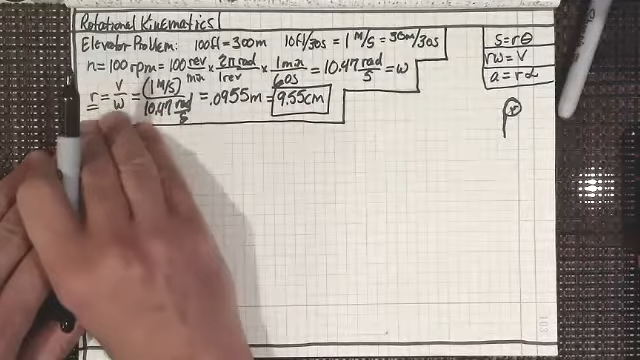 Rotational Kinematics
Elevator Problem: 100ft = 300m 10ft/30s = 1 m/s = 30m/30s
n = 100 rpm = 100 rev/min × 2π rad/1 rev × 1 min/60s = 10.47 rad/s = ω
r = v/ω = (1 m/s)/10.47 rad/s = .0955m = 9.55cm
s = rθ
rω = v
a = rα